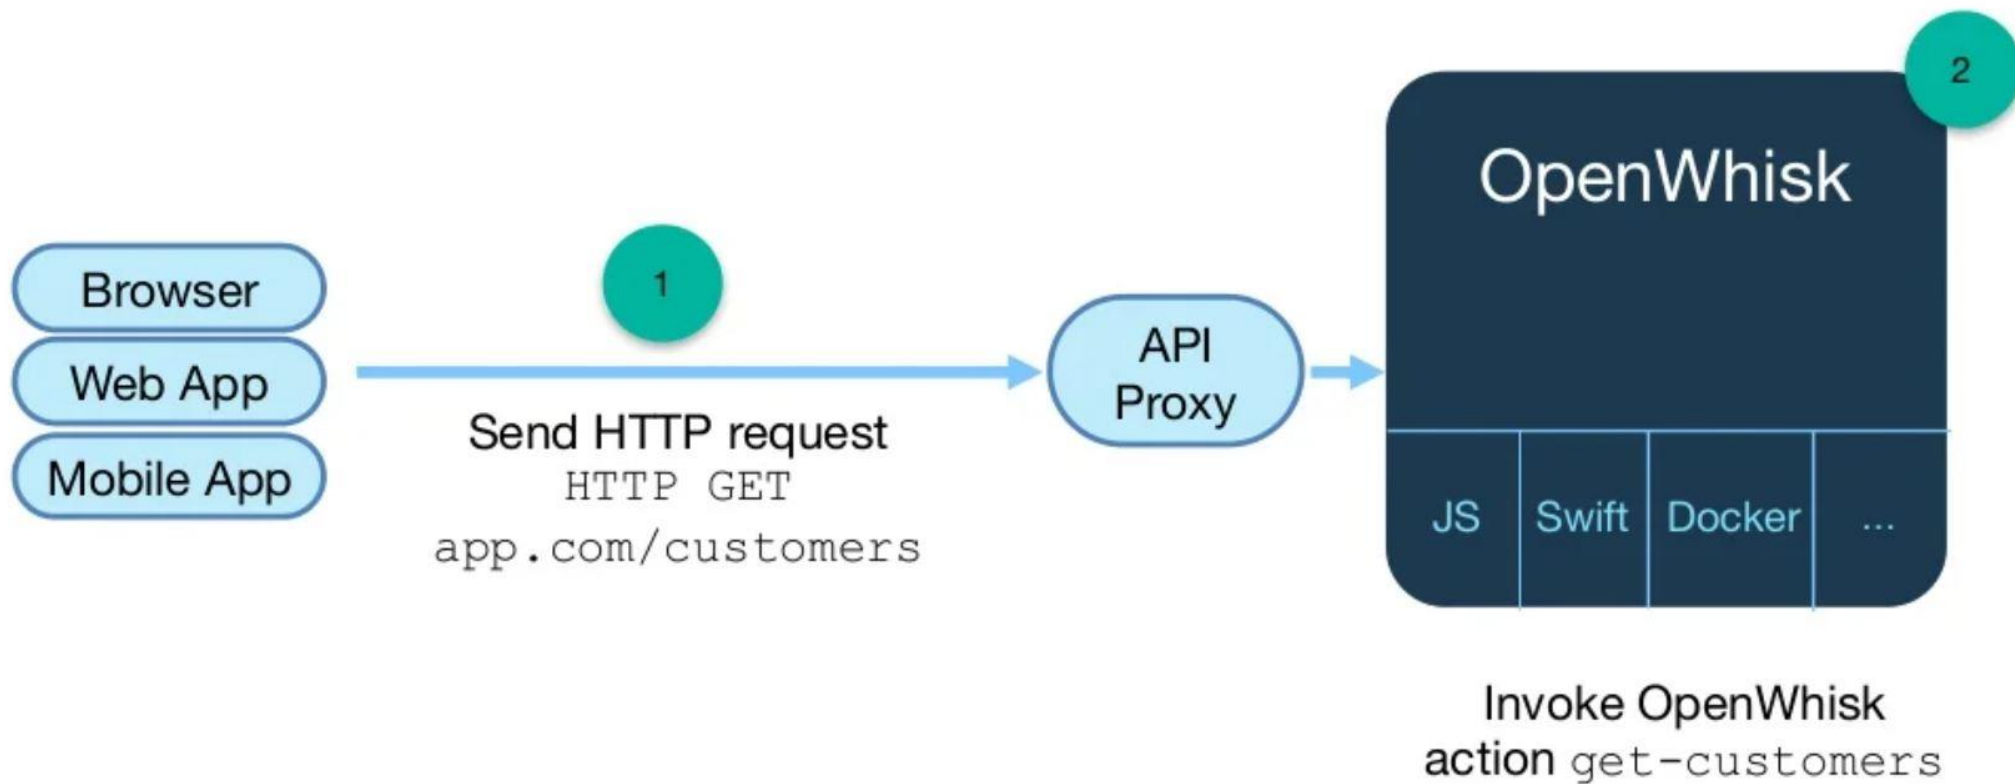 2
OpenWhisk
1
Browser
Web App
Mobile App
API
Proxy
Send HTTP request
HTTP GET
app.com/customers
JS
Swift
Docker
...
Invoke OpenWhisk
action get-customers